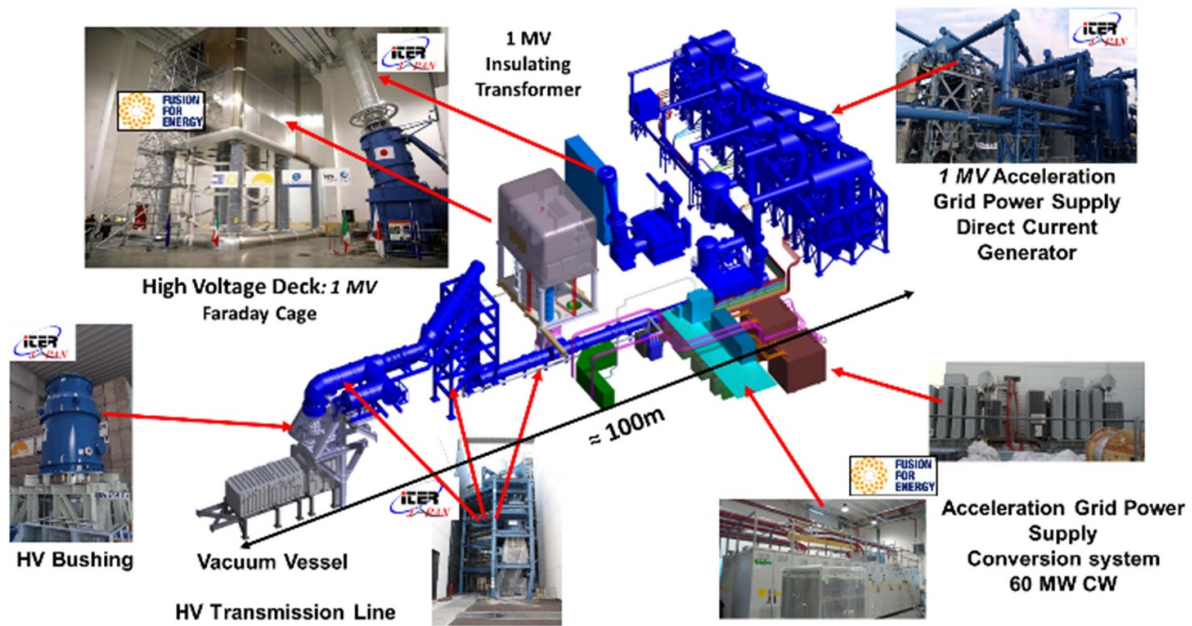 ITER
JAPAN
FUSION
FOR
ENERGY
1 MV
Insulating
Transformer
ITER
JAPAN
1 MV Acceleration
Grid Power Supply
Direct Current
Generator
High Voltage Deck: 1 MV
Faraday Cage
ITER
JAPAN
HV Bushing
Vacuum Vessel
≈ 100m
ITER
JAPAN
HV Transmission Line
FUSION
FOR
ENERGY
Acceleration Grid Power
Supply
Conversion system
60 MW CW